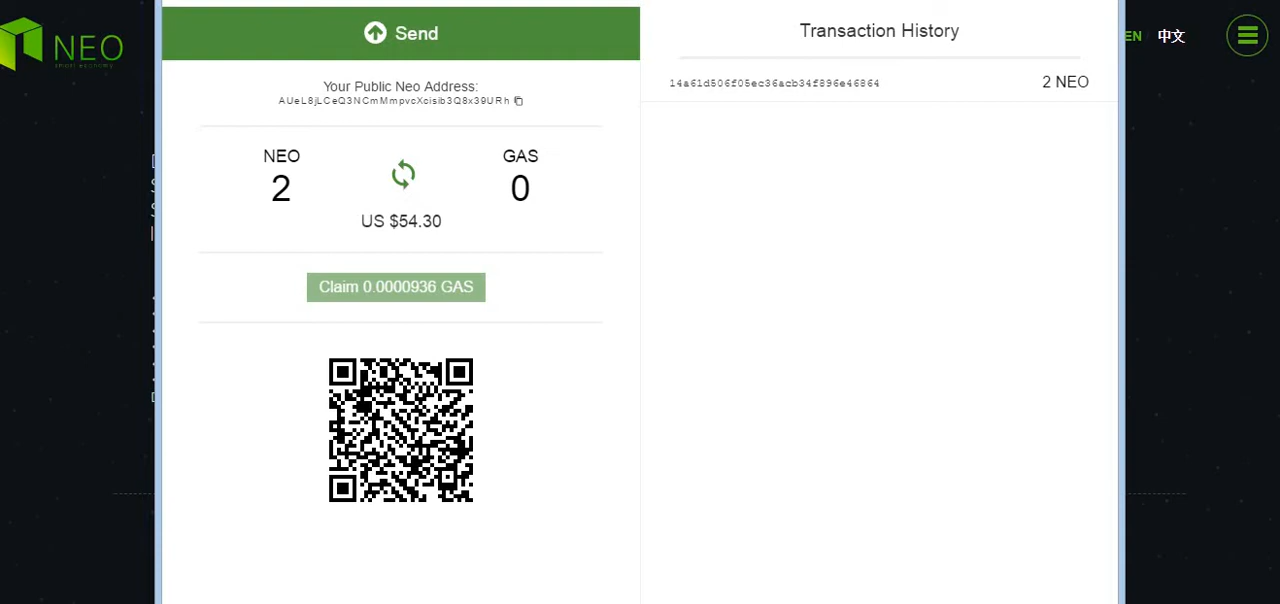 NEO
smart economy
EN 中文
Send
Your Public Neo Address:
AUeL8jLCeQ3NCmMmpvcXcisib3Q8x39URh
NEO
2
GAS
0
US $54.30
Claim 0.0000936 GAS
Transaction History
14a61d506f05ec36acb34f896e46864 2 NEO